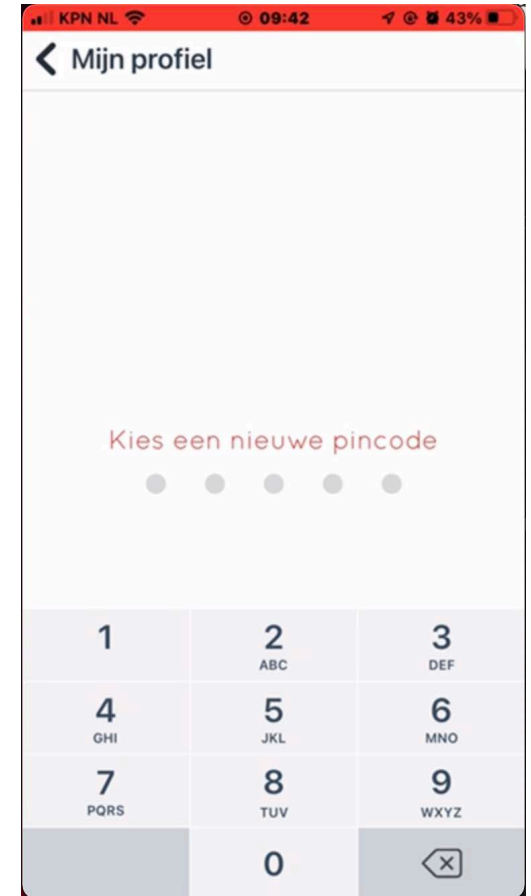 KPN NL 09:42 43%
Mijn profiel
Kies een nieuwe pincode
1 2 3
ABC DEF
4 5 6
GHI JKL MNO
7 8 9
PQRS TUV WXYZ
0